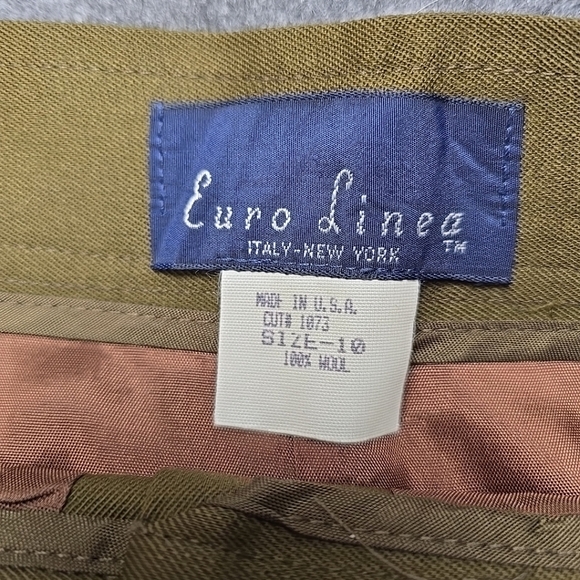 Euro Linea
TM
ITALY-NEW YORK
MADE IN U.S.A.
CUT# 1073
SIZE-10
100% WOOL